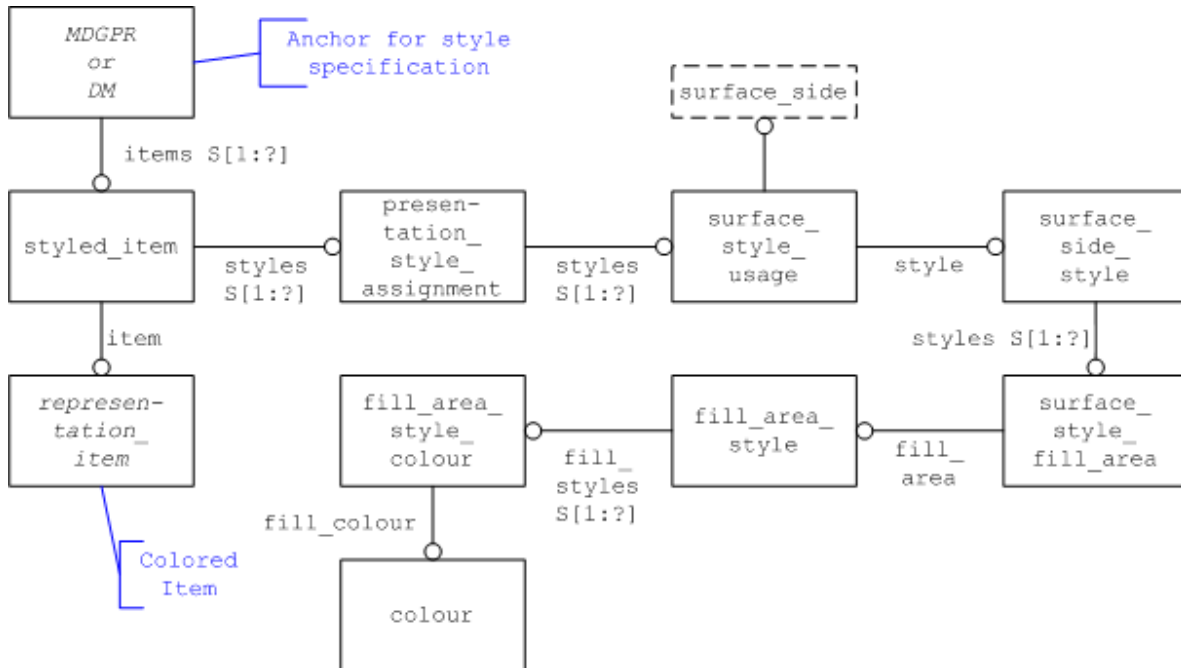 MDGPR
or
DM
Anchor for style
specification
surface_side
items S[1:?]
styled_item
presen-
tation_
style_
assignment
surface_
style_
usage
surface_
side_
style
styles
S[1:?]
styles
S[1:?]
style
item
styles S[1:?]
represen-
tation_
item
fill_area_
style_
colour
fill_area_
style
surface_
style_
fill_area
fill_
styles
S[1:?]
fill_
area
fill_colour
Colored
Item
colour